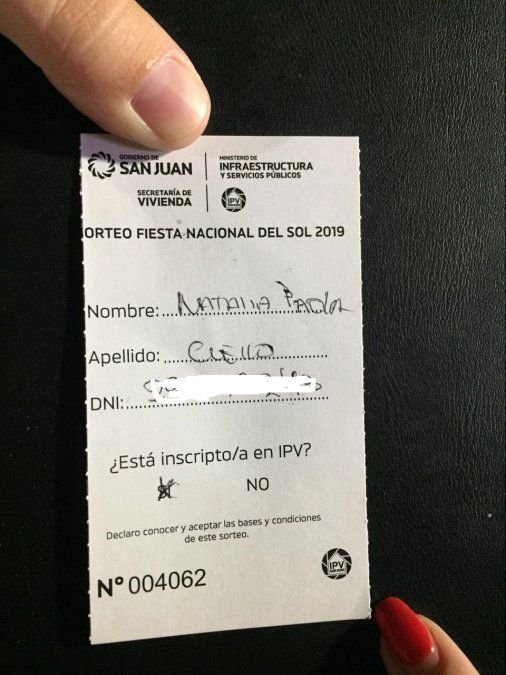 GOBIERNO DE
SAN JUAN
MINISTERIO DE
INFRAESTRUCTURA
Y SERVICIOS PÚBLICOS
SECRETARÍA DE
VIVIENDA
IPV
ORTEO FIESTA NACIONAL DEL SOL 2019
Nombre: NATALIA PAOLA
Apellido: CUELLO
DNI:
¿Está inscripto/a en IPV?
NO
Declaro conocer y aceptar las bases y condiciones
de este sorteo.
Nº 004062
IPV